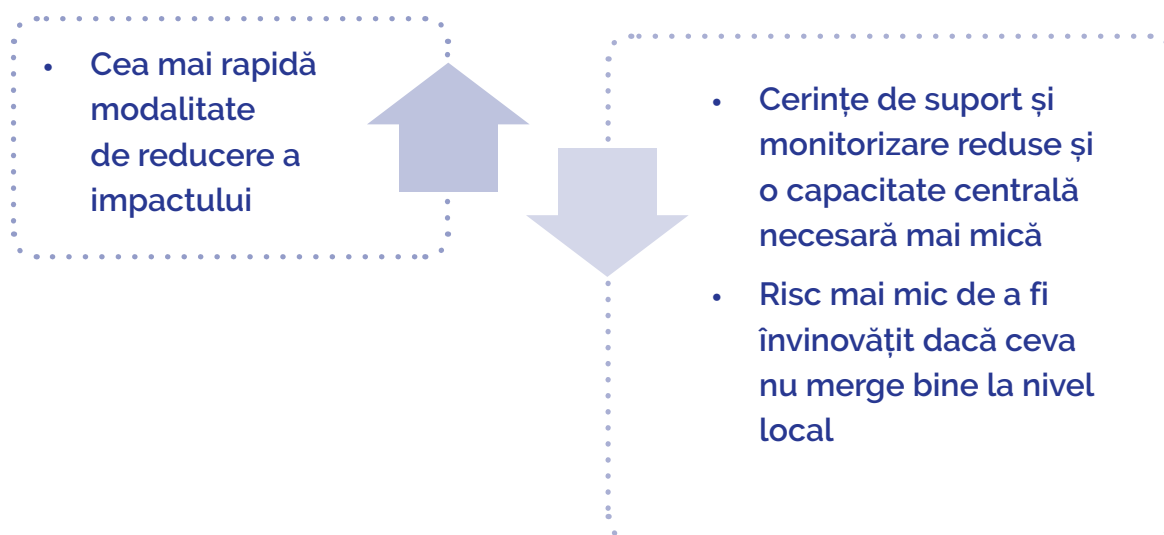 • Cea mai rapidă
modalitate
de reducere a
impactului
• Cerințe de suport și
monitorizare reduse și
o capacitate centrală
necesară mai mică
• Risc mai mic de a fi
învinovățit dacă ceva
nu merge bine la nivel
local